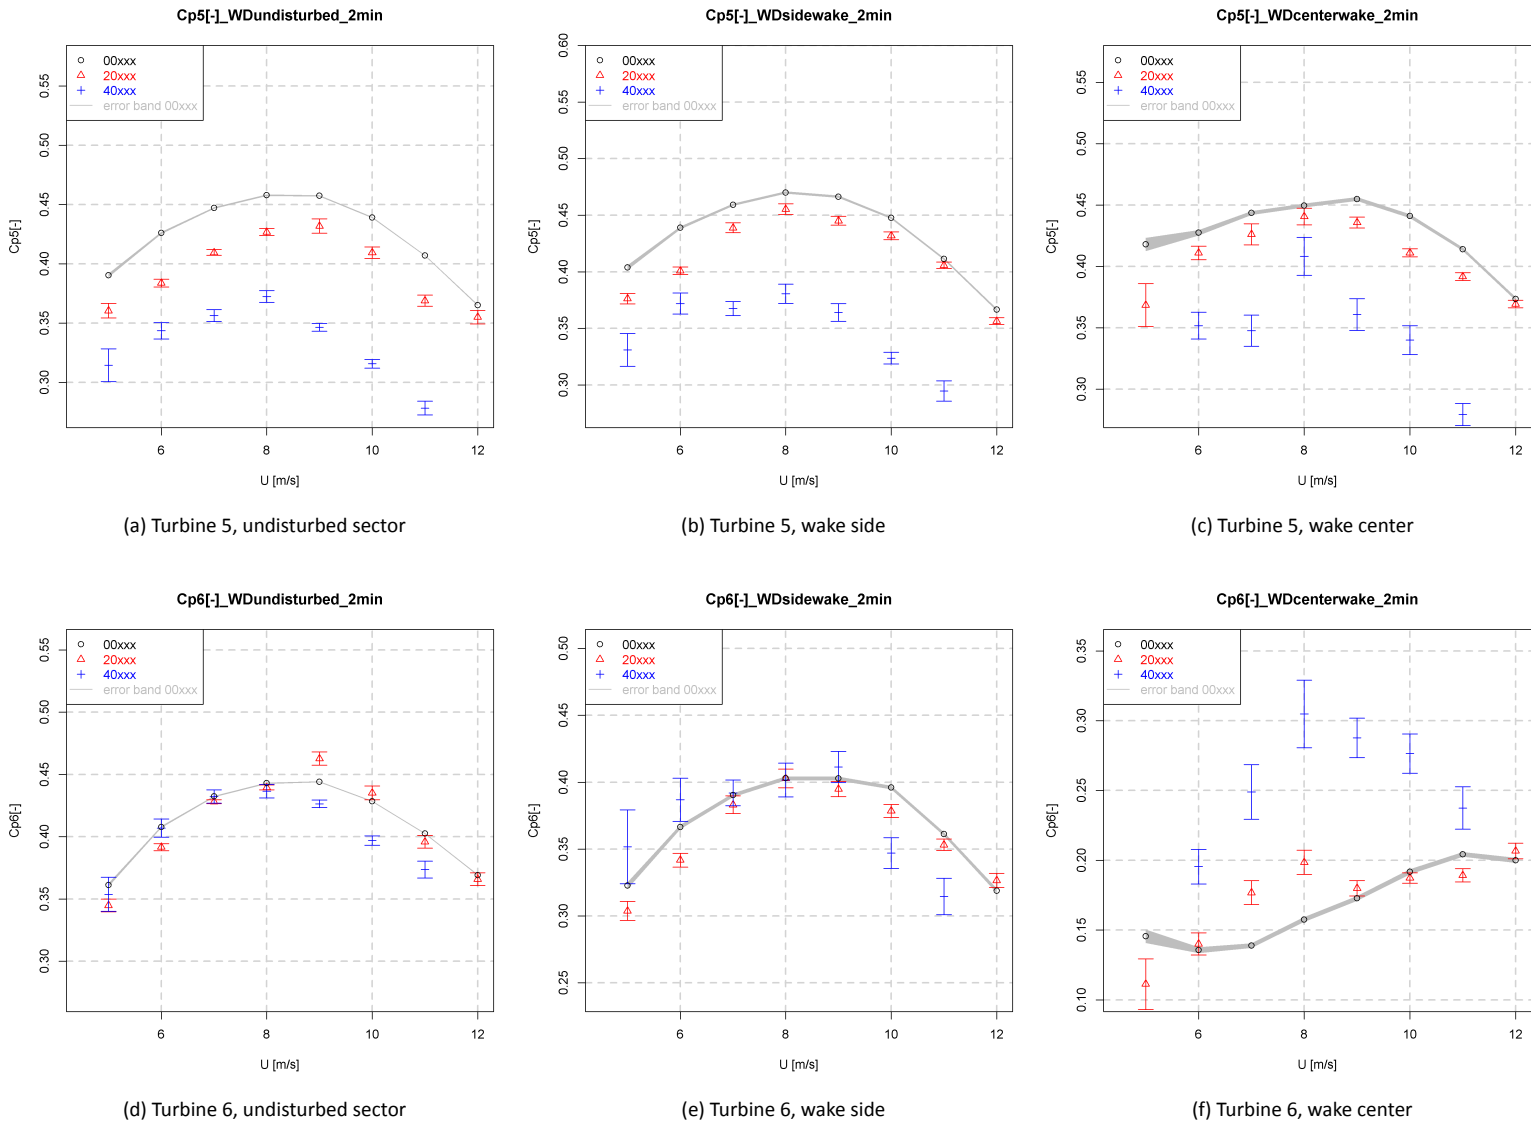 Cp5[-]_WDundisturbed_2min
00xxx
20xxx
40xxx
error band 00xxx
0.55
0.50
0.45
0.40
0.35
0.30
Cp5[-]
6
8
10
12
U [m/s]
(a) Turbine 5, undisturbed sector
Cp5[-]_WDsidewake_2min
00xxx
20xxx
40xxx
error band 00xxx
0.60
0.55
0.50
0.45
0.40
0.35
0.30
Cp5[-]
6
8
10
12
U [m/s]
(b) Turbine 5, wake side
Cp5[-]_WDcenterwake_2min
00xxx
20xxx
40xxx
error band 00xxx
0.55
0.50
0.45
0.40
0.35
0.30
Cp5[-]
6
8
10
12
U [m/s]
(c) Turbine 5, wake center
Cp6[-]_WDundisturbed_2min
00xxx
20xxx
40xxx
error band 00xxx
0.55
0.50
0.45
0.40
0.35
0.30
Cp6[-]
6
8
10
12
U [m/s]
(d) Turbine 6, undisturbed sector
Cp6[-]_WDsidewake_2min
00xxx
20xxx
40xxx
error band 00xxx
0.50
0.45
0.40
0.35
0.30
0.25
Cp6[-]
6
8
10
12
U [m/s]
(e) Turbine 6, wake side
Cp6[-]_WDcenterwake_2min
00xxx
20xxx
40xxx
error band 00xxx
0.35
0.30
0.25
0.20
0.15
0.10
Cp6[-]
6
8
10
12
U [m/s]
(f) Turbine 6, wake center